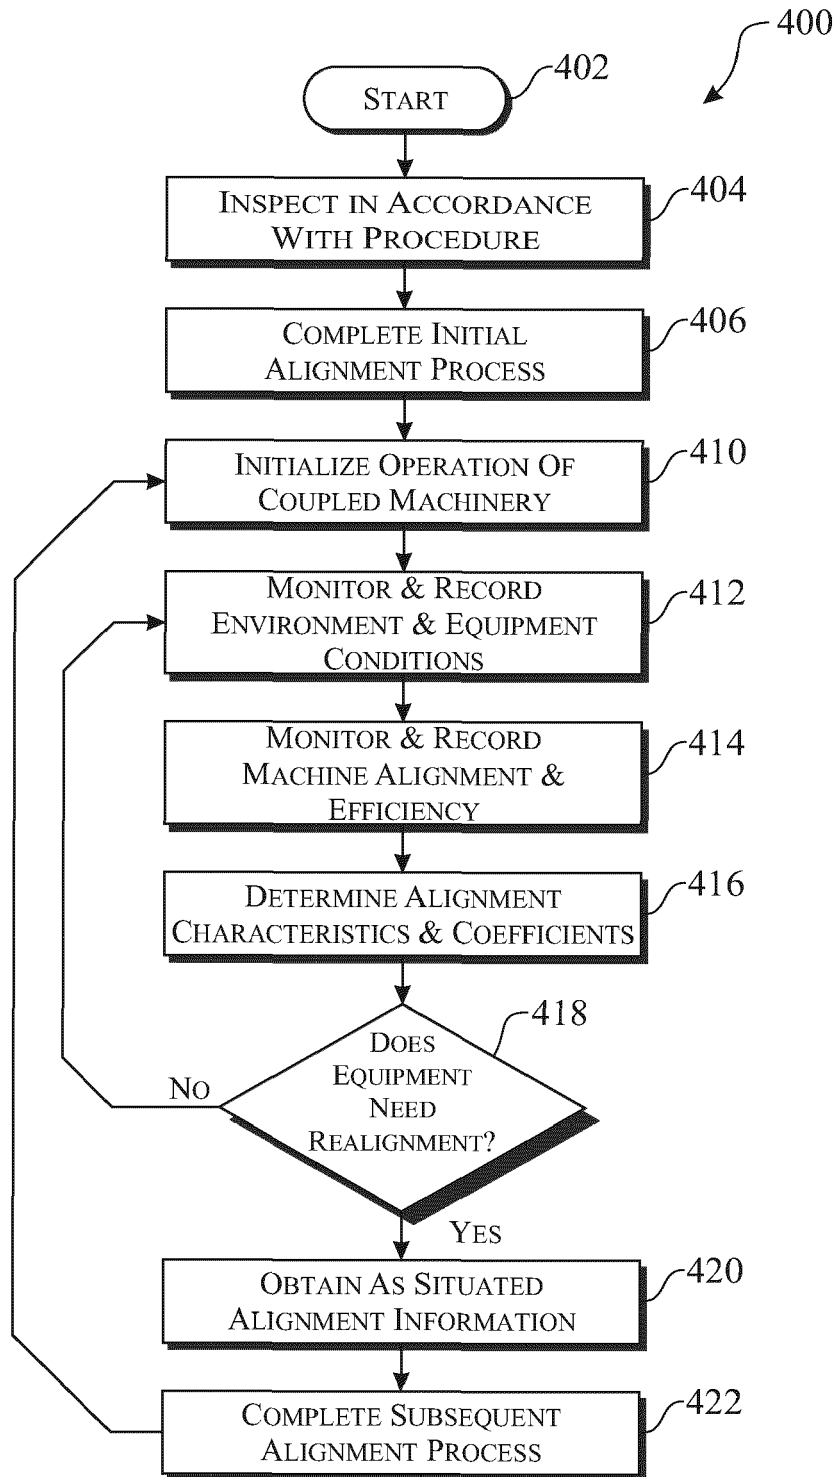 400
START
402
INSPECT IN ACCORDANCE
WITH PROCEDURE
404
COMPLETE INITIAL
ALIGNMENT PROCESS
406
INITIALIZE OPERATION OF
COUPLED MACHINERY
410
MONITOR & RECORD
ENVIRONMENT & EQUIPMENT
CONDITIONS
412
MONITOR & RECORD
MACHINE ALIGNMENT &
EFFICIENCY
414
DETERMINE ALIGNMENT
CHARACTERISTICS & COEFFICIENTS
416
DOES
EQUIPMENT
NEED
REALIGNMENT?
418
NO
YES
OBTAIN AS SITUATED
ALIGNMENT INFORMATION
420
COMPLETE SUBSEQUENT
ALIGNMENT PROCESS
422